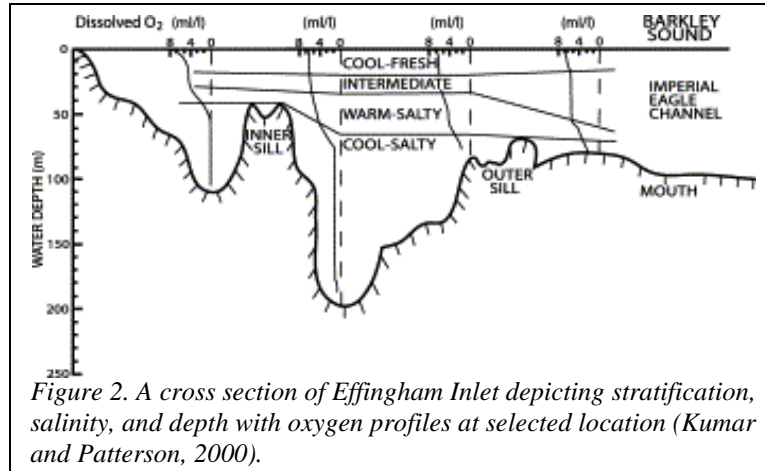 Dissolved O₂ (ml/l) (ml/l) (ml/l) (ml/l) BARKLEY
SOUND
8 4 0 8 4 0 8 4 0 8 4 0
0
COOL-FRESH
INTERMEDIATE
IMPERIAL
EAGLE
CHANNEL
50
WARM-SALTY
INNER
SILL
COOL-SALTY
OUTER
SILL
MOUTH
WATER DEPTH (m)
100
150
200
250
Figure 2. A cross section of Effingham Inlet depicting stratification,
salinity, and depth with oxygen profiles at selected location (Kumar
and Patterson, 2000).